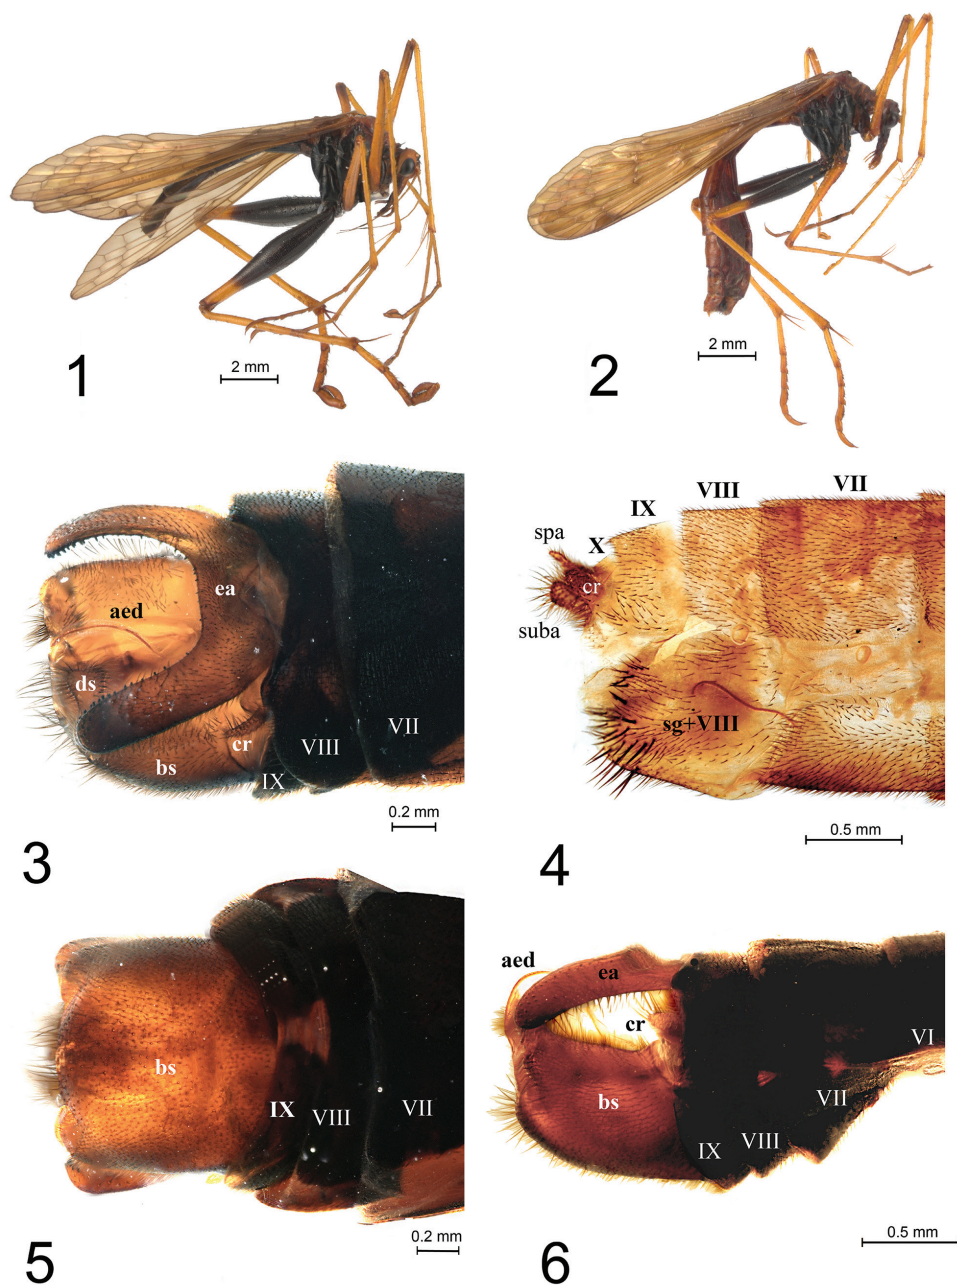 1
2 mm
2
2 mm
aed
ea
ds
bs
cr
IX
VIII
VII
0.2 mm
3
spa
X
IX
VIII
VII
cr
suba
sg+VIII
0.5 mm
4
bs
IX
VIII
VII
0.2 mm
5
aed
ea
cr
bs
VI
VII
VIII
IX
0.5 mm
6